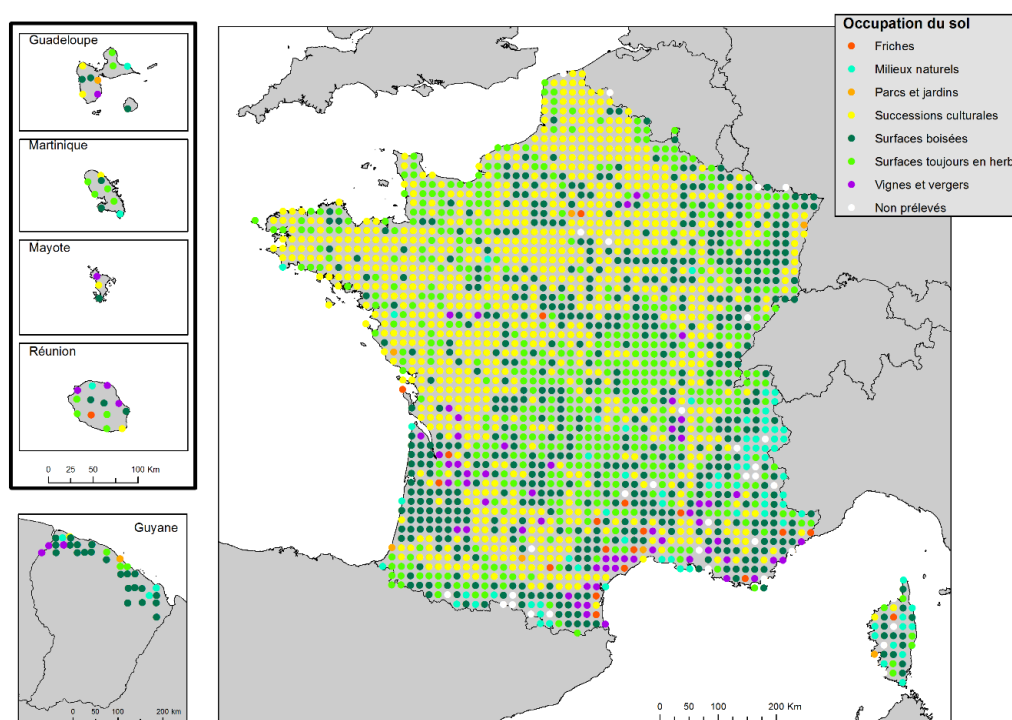 Guadeloupe
Martinique
Mayote
Réunion
0 25 50 100 Km
Guyane
0 50 100 200 km
Occupation du sol
Friches
Milieux naturels
Parcs et jardins
Successions culturales
Surfaces boisées
Surfaces toujours en herb
Vignes et vergers
Non prélevés
0 50 100 200 Km